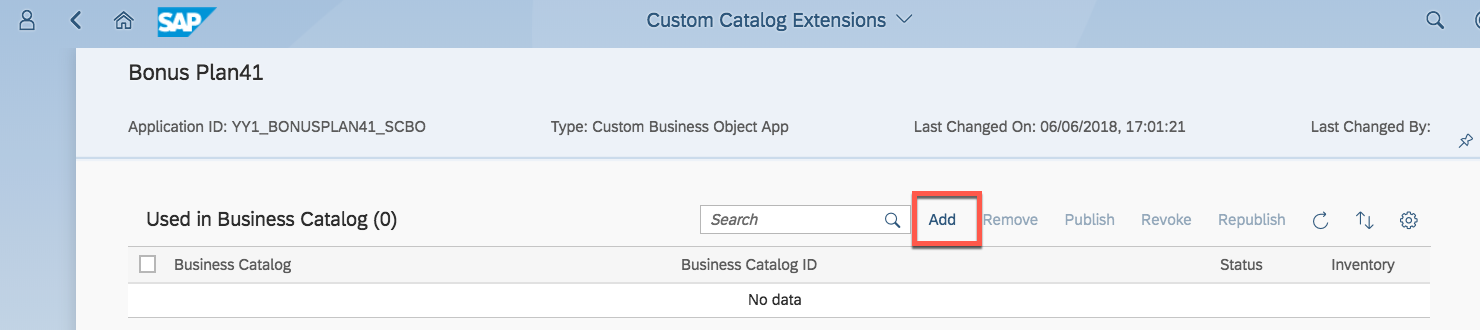 SAP Custom Catalog Extensions
Bonus Plan41
Application ID: YY1_BONUSPLAN41_SCBO Type: Custom Business Object App Last Changed On: 06/06/2018, 17:01:21 Last Changed By:
Used in Business Catalog (0) Search Add Remove Publish Revoke Republish
Business Catalog Business Catalog ID Status Inventory
No data